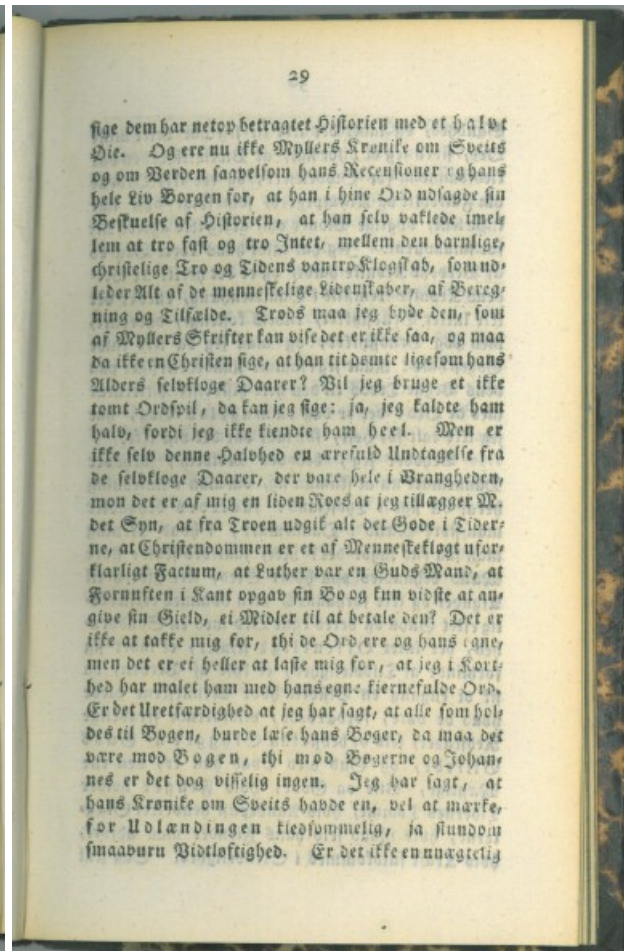 29
sige dem har netop betragtet Historien med et halvt
Øie. Og ere nu ikke Myllers Krønike om Sveits
og om Verden saavelsom hans Recensioner og hans
hele Liv Borgen for, at han i hine Ord udsagde sin
Beskuelse af Historien, at han selv vaklede imel-
lem at tro fast og tro Intet, mellem den barnlige,
christelige Tro og Tidens vantro Klogskab, som ud-
leder Alt af de menneskelige Lidenskaber, af Bereg-
ning og Tilfælde. Trods maa jeg byde den, som
af Myllers Skrifter kan vise det er ikke saa, og maa
da ikke en Christen sige, at han tit dømte ligesom hans
Alders selvkloge Daarer? Vil jeg bruge et ikke
tomt Ordspil, da kan jeg sige: ja, jeg kaldte ham
halv, fordi jeg ikke kiendte ham heel. Men er
ikke selv denne Halvhed en ærefuld Undtagelse fra
de selvkloge Daarer, der vare hele i Vrangheden,
mon det er af mig en liden Roes at jeg tillægger M.
det Syn, at fra Troen udgik alt det Gode i Tider-
ne, at Christendommen er et af Menneskekløgt ufor-
klarligt Factum, at Luther var en Guds Mand, at
Fornuften i Kant opgav sin Bo og kun vidste at an-
give sin Gield, ei Midler til at betale den? Det er
ikke at takke mig for, thi de Ord ere og hans egne,
men det er ei heller at laste mig for, at jeg i Kort-
hed har malet ham med hans egne kiernefulde Ord.
Er det Uretfærdighed at jeg har sagt, at alle som hol-
des til Bogen, burde læse hans Bøger, da maa det
være mod Bogen, thi mod Bøgerne og Johan-
nes er det dog visselig ingen. Jeg har sagt, at
hans Krønike om Sveits havde en, vel at mærke,
for Udlændingen kiedsommelig, ja stundom
smaavurn Vidtløftighed. Er det ikke en unægtelig